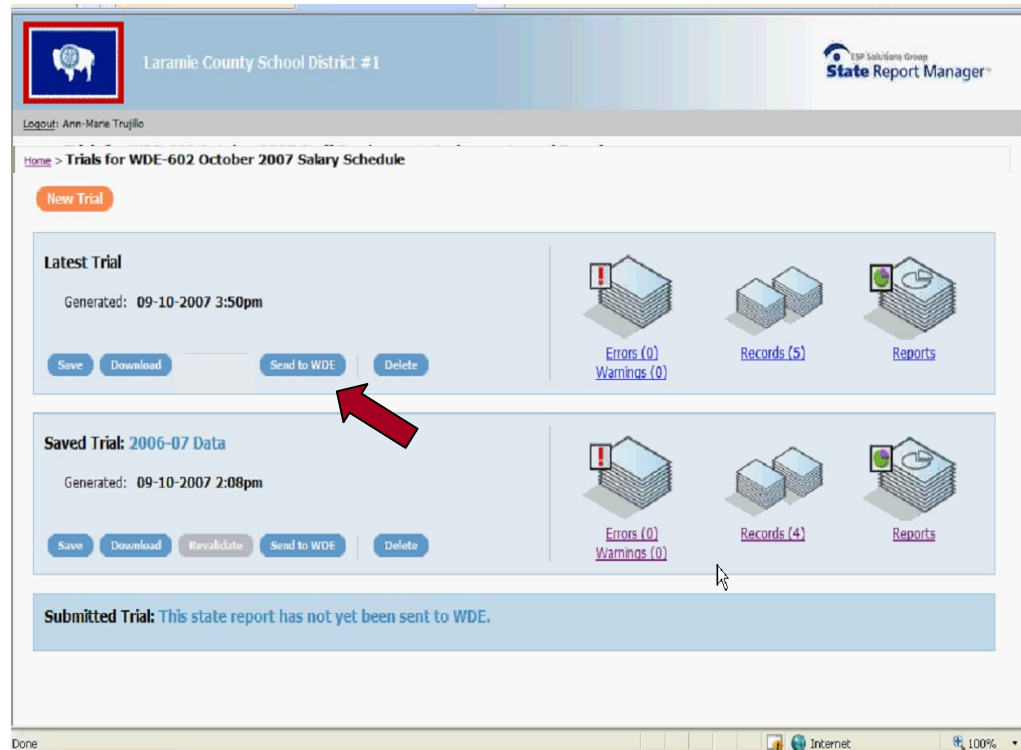 Laramie County School District #1
ESP Solutions Group
State Report Manager
Logout: Ann-Marie Trujillo
Home > Trials for WDE-602 October 2007 Salary Schedule
New Trial
Latest Trial
Generated: 09-10-2007 3:50pm
Save Download Send to WDE Delete
Errors (0)
Warnings (0)
Records (5)
Reports
Saved Trial: 2006-07 Data
Generated: 09-10-2007 2:08pm
Save Download Revalidate Send to WDE Delete
Errors (0)
Warnings (0)
Records (4)
Reports
Submitted Trial: This state report has not yet been sent to WDE.
Done Internet 100%